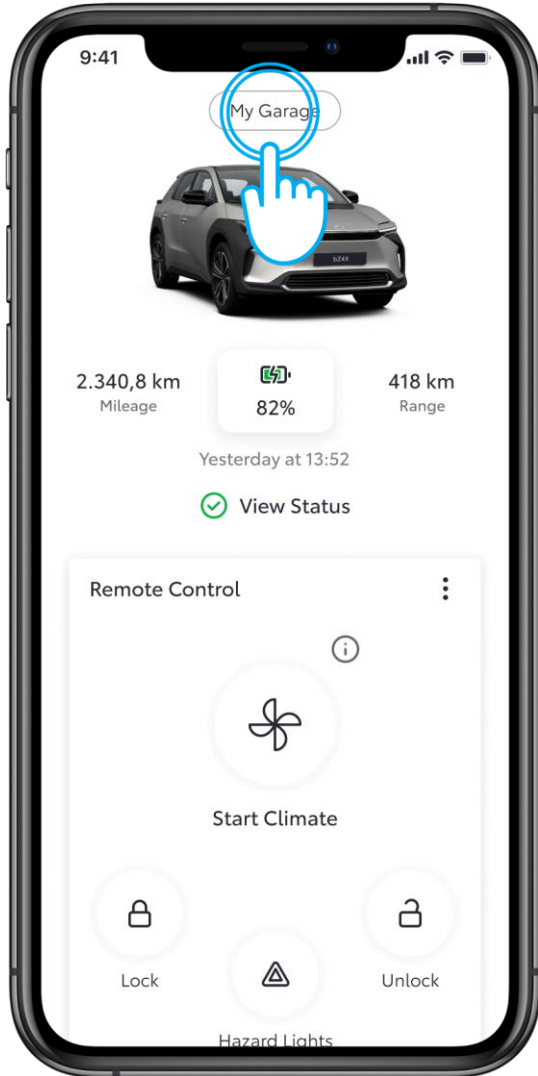 9:41
My Garage
bZ4X
2.340,8 km
Mileage
82%
418 km
Range
Yesterday at 13:52
View Status
Remote Control
Start Climate
Lock
Unlock
Hazard Lights